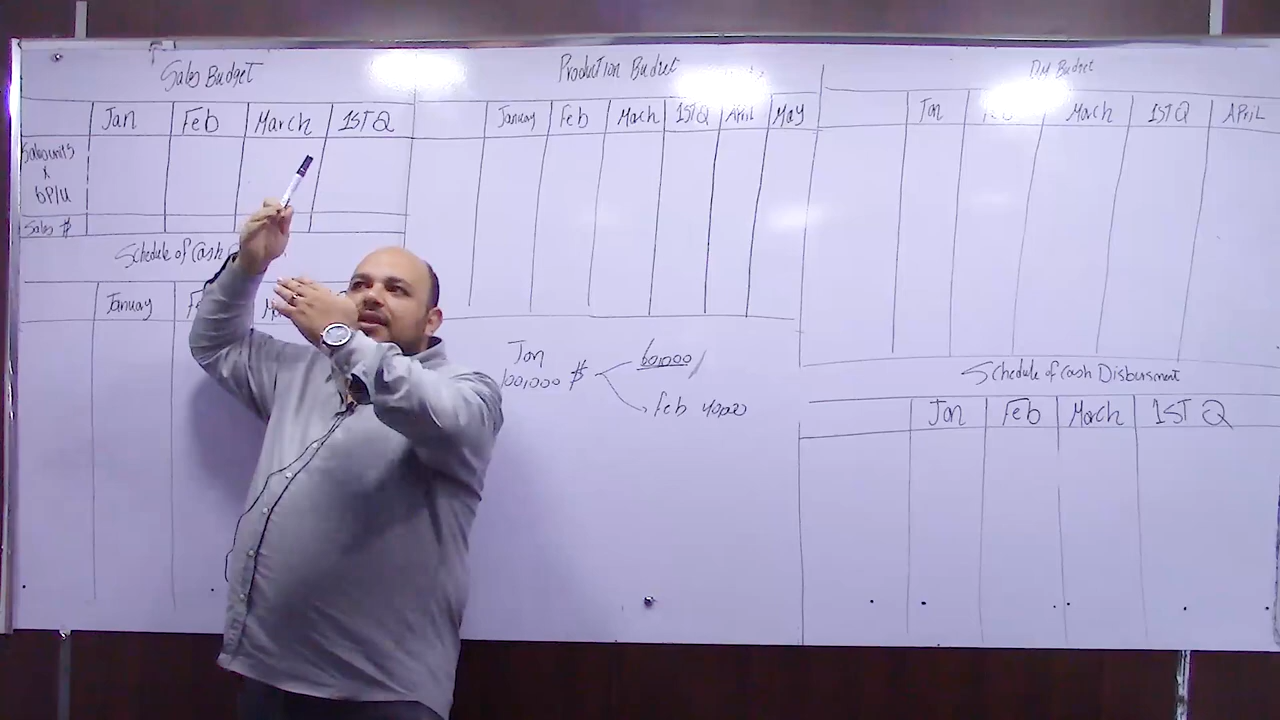 Sales Budget
Jan Feb March 1ST Q
Sales units
x
SP/U
Sales $
Schedule of Cash
January
Production Budget
January Feb March 1ST Q April May
Jan
100,000 $
60,000
Feb 40,000
DM Budget
Jan March 1ST Q APRIL
Schedule of Cash Disbursment
Jan Feb March 1ST Q